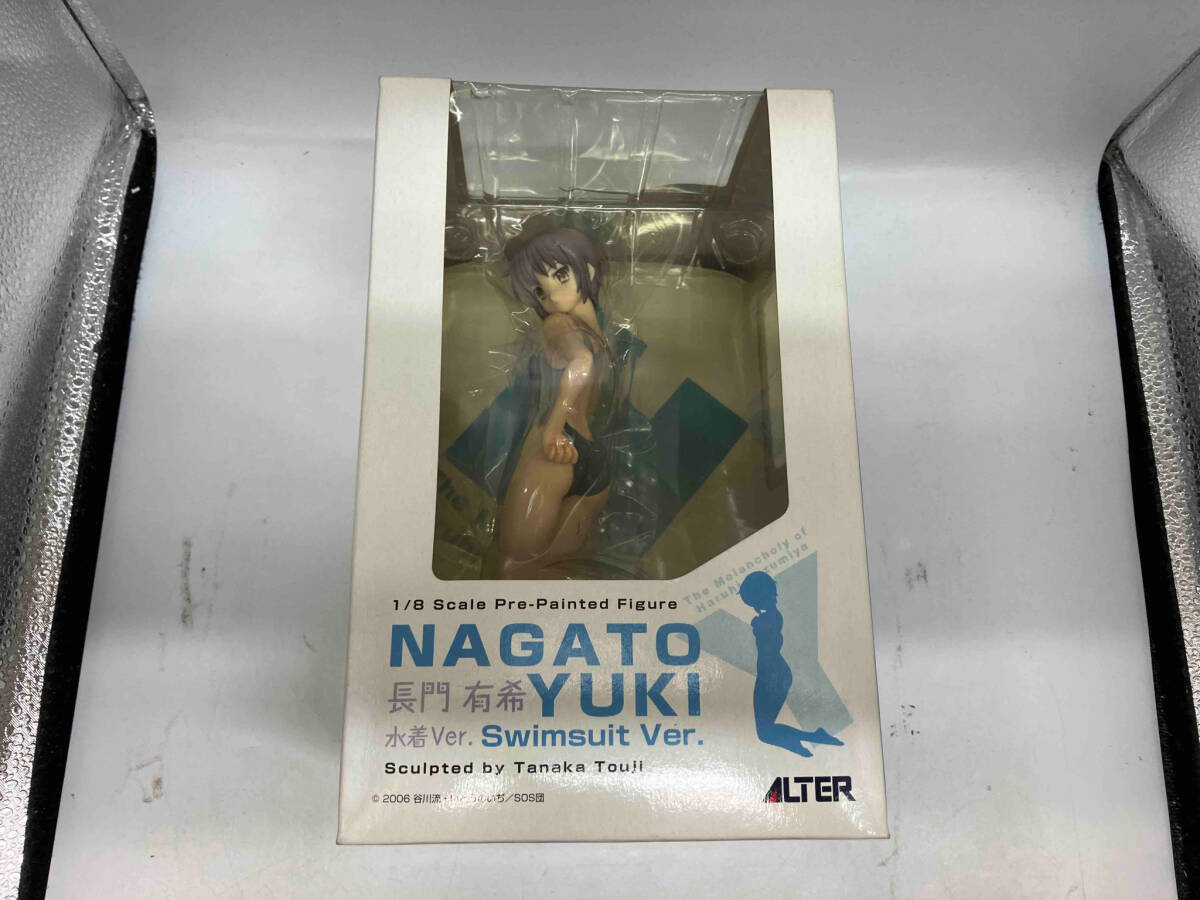 The Melancholy of
Haruhi
1/8 Scale Pre-Painted Figure
NAGATO
長門 有希 YUKI
水着Ver. Swimsuit Ver.
Sculpted by Tanaka Touji
© 2006 谷川流・いとうのいぢ/SOS団
ALTER